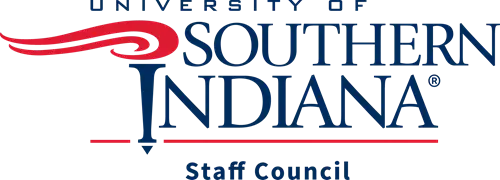 UNIVERSITY OF
SOUTHERN
INDIANA®
Staff Council